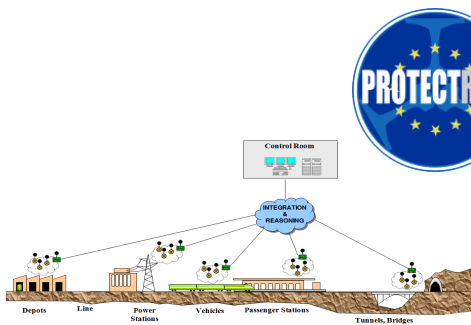 PROTECTR
Control Room
INTEGRATION
&
REASONING
Depots
Line
Power
Stations
Vehicles
Passenger Stations
Tunnels, Bridges